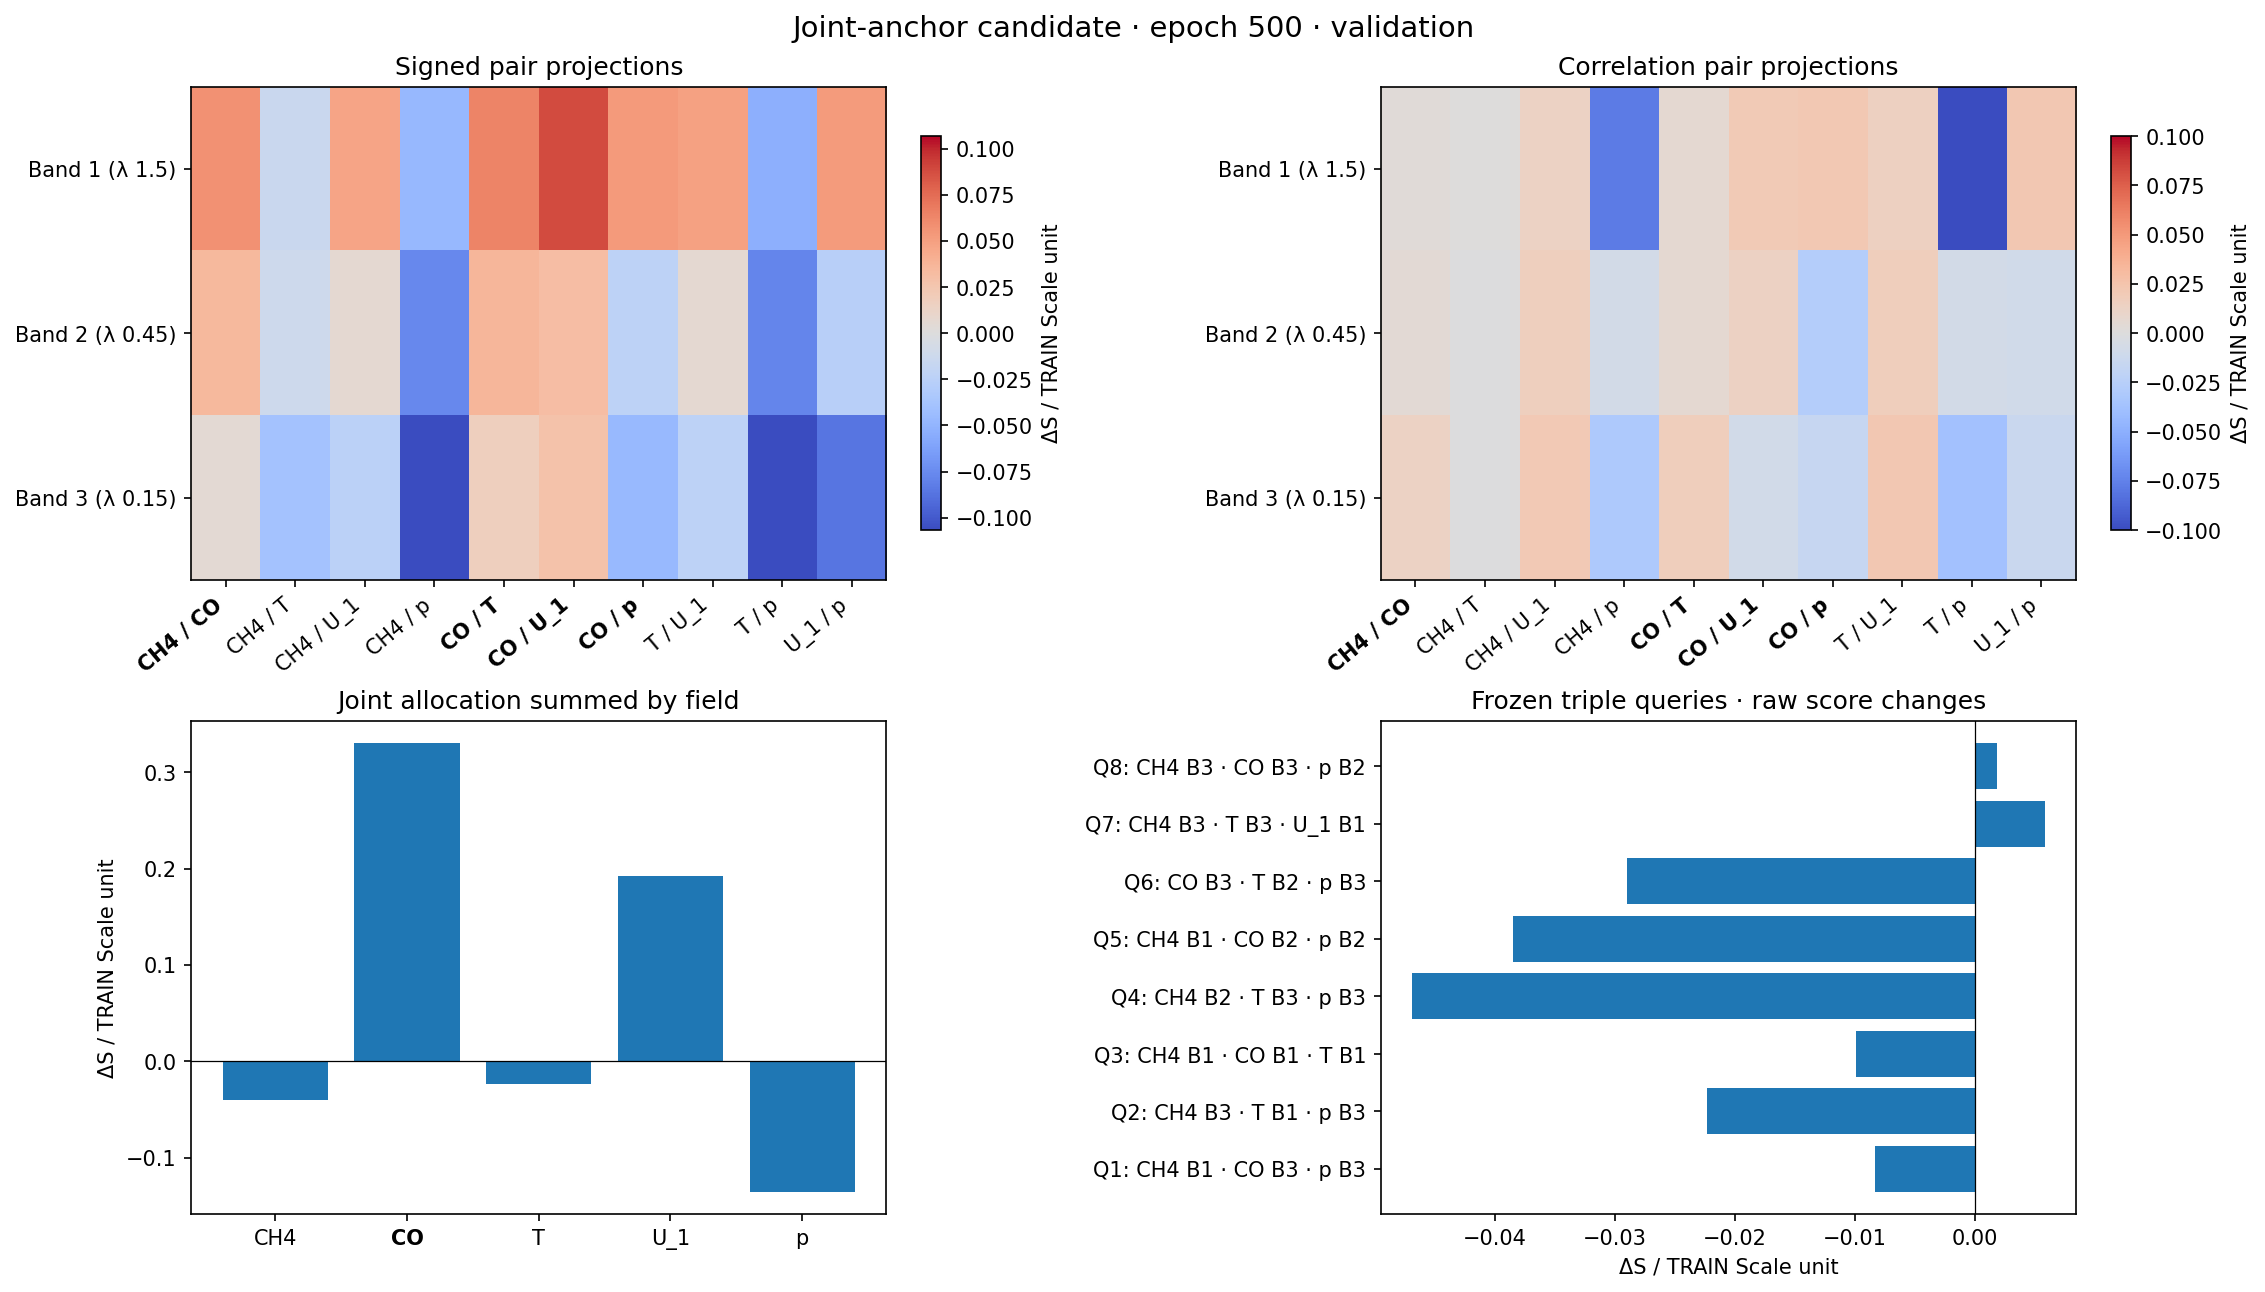 Joint-anchor candidate · epoch 500 · validation
Signed pair projections
Band 1 (λ 1.5)
Band 2 (λ 0.45)
Band 3 (λ 0.15)
CH4 / CO
CH4 / T
CH4 / U_1
CH4 / p
CO / T
CO / U_1
CO / p
T / U_1
T / p
U_1 / p
0.100
0.075
0.050
0.025
0.000
−0.025
−0.050
−0.075
−0.100
ΔS / TRAIN Scale unit
Correlation pair projections
Band 1 (λ 1.5)
Band 2 (λ 0.45)
Band 3 (λ 0.15)
CH4 / CO
CH4 / T
CH4 / U_1
CH4 / p
CO / T
CO / U_1
CO / p
T / U_1
T / p
U_1 / p
0.100
0.075
0.050
0.025
0.000
−0.025
−0.050
−0.075
−0.100
ΔS / TRAIN Scale unit
Joint allocation summed by field
ΔS / TRAIN Scale unit
0.3
0.2
0.1
0.0
−0.1
CH4
CO
T
U_1
p
Frozen triple queries · raw score changes
Q8: CH4 B3 · CO B3 · p B2
Q7: CH4 B3 · T B3 · U_1 B1
Q6: CO B3 · T B2 · p B3
Q5: CH4 B1 · CO B2 · p B2
Q4: CH4 B2 · T B3 · p B3
Q3: CH4 B1 · CO B1 · T B1
Q2: CH4 B3 · T B1 · p B3
Q1: CH4 B1 · CO B3 · p B3
−0.04
−0.03
−0.02
−0.01
0.00
ΔS / TRAIN Scale unit